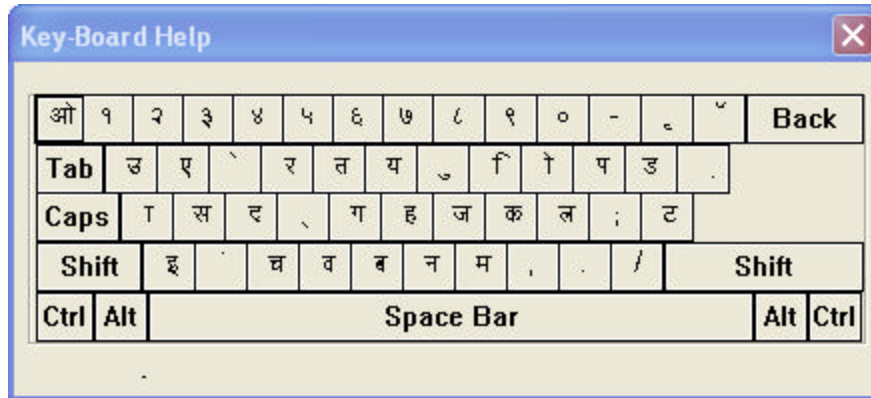 Key-Board Help
ओ १ २ ३ ४ ५ ६ ७ ८ ९ ० - ृ ॅ Back
Tab उ ए े र त य ु ि ो प ड .
Caps ा स द ् ग ह ज क ल ; ट
Shift इ ं च व ब न म , . / Shift
Ctrl Alt Space Bar Alt Ctrl